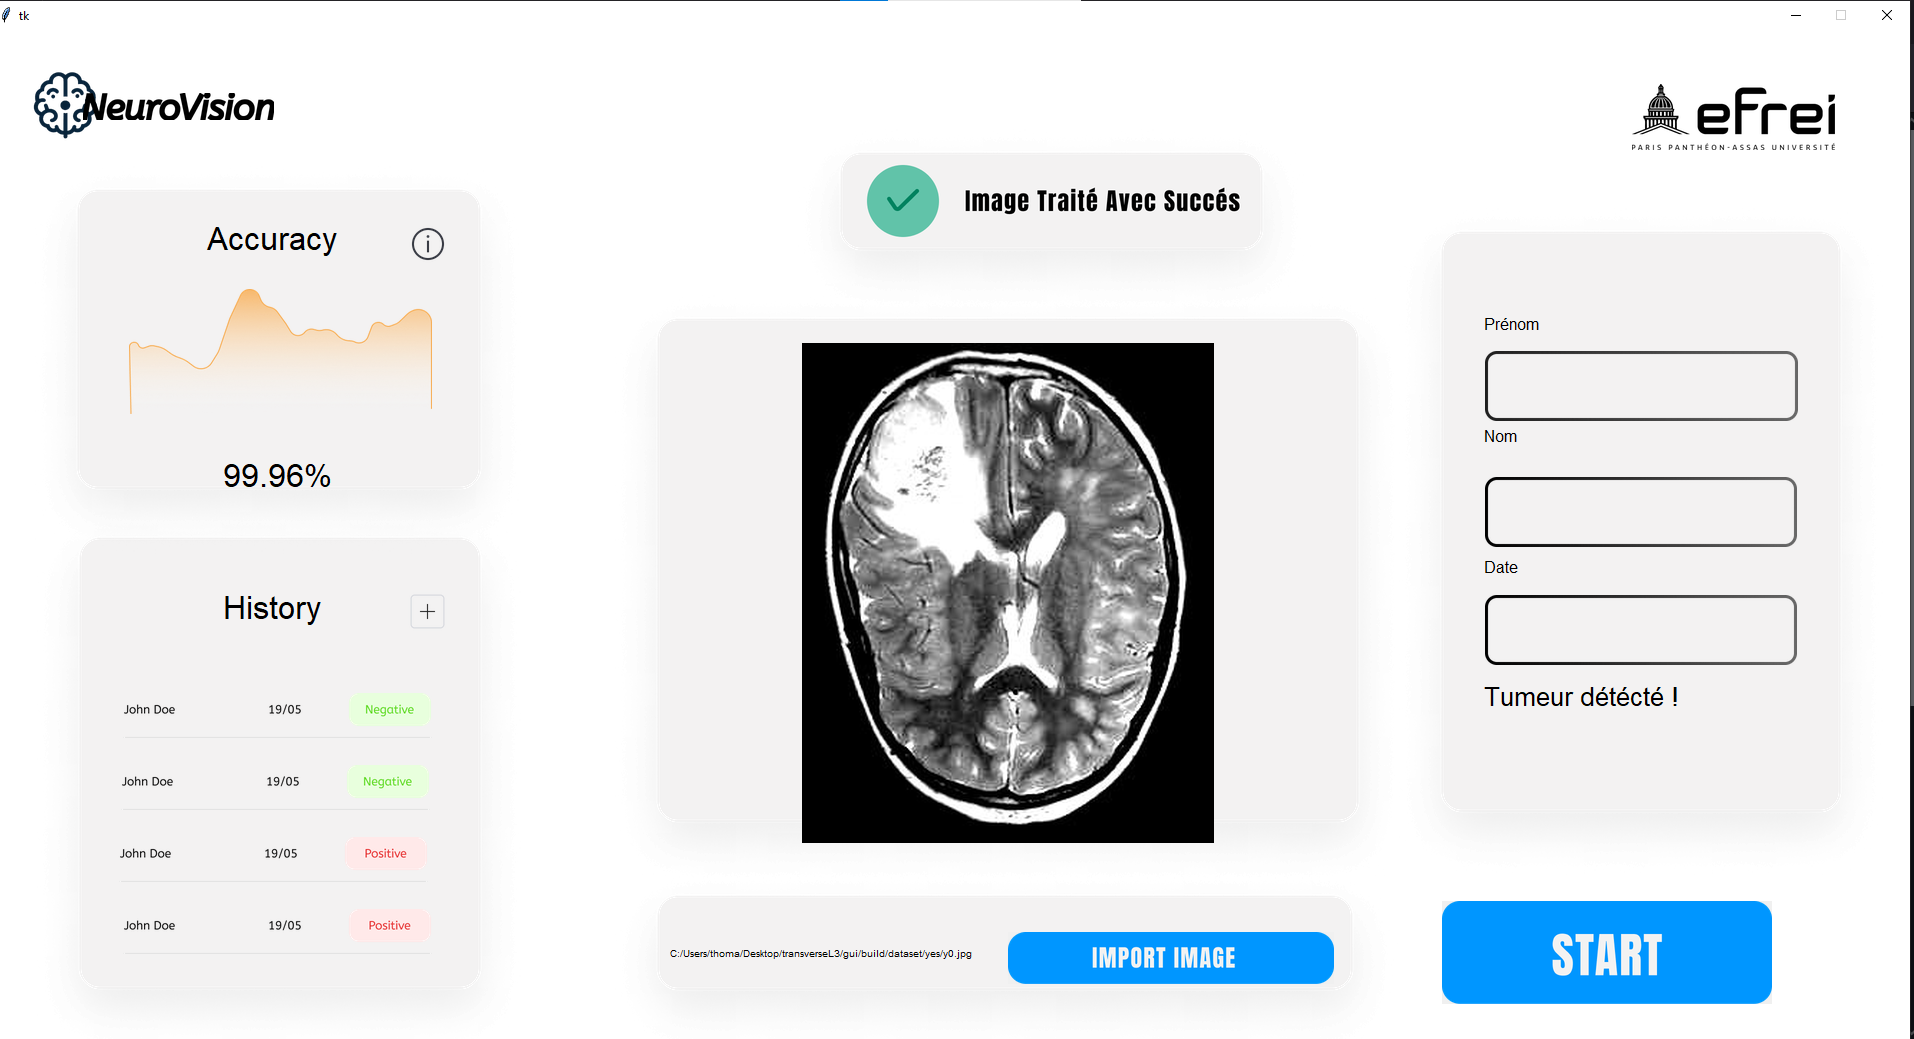 tk
NeuroVision
efrei
PARIS PANTHÉON-ASSAS UNIVERSITÉ
Image Traité Avec Succés
Accuracy
99.96%
History
John Doe 19/05 Negative
John Doe 19/05 Negative
John Doe 19/05 Positive
John Doe 19/05 Positive
C:/Users/thoma/Desktop/transverseL3/gui/build/dataset/yes/y0.jpg
IMPORT IMAGE
Prénom
Nom
Date
Tumeur détécté !
START